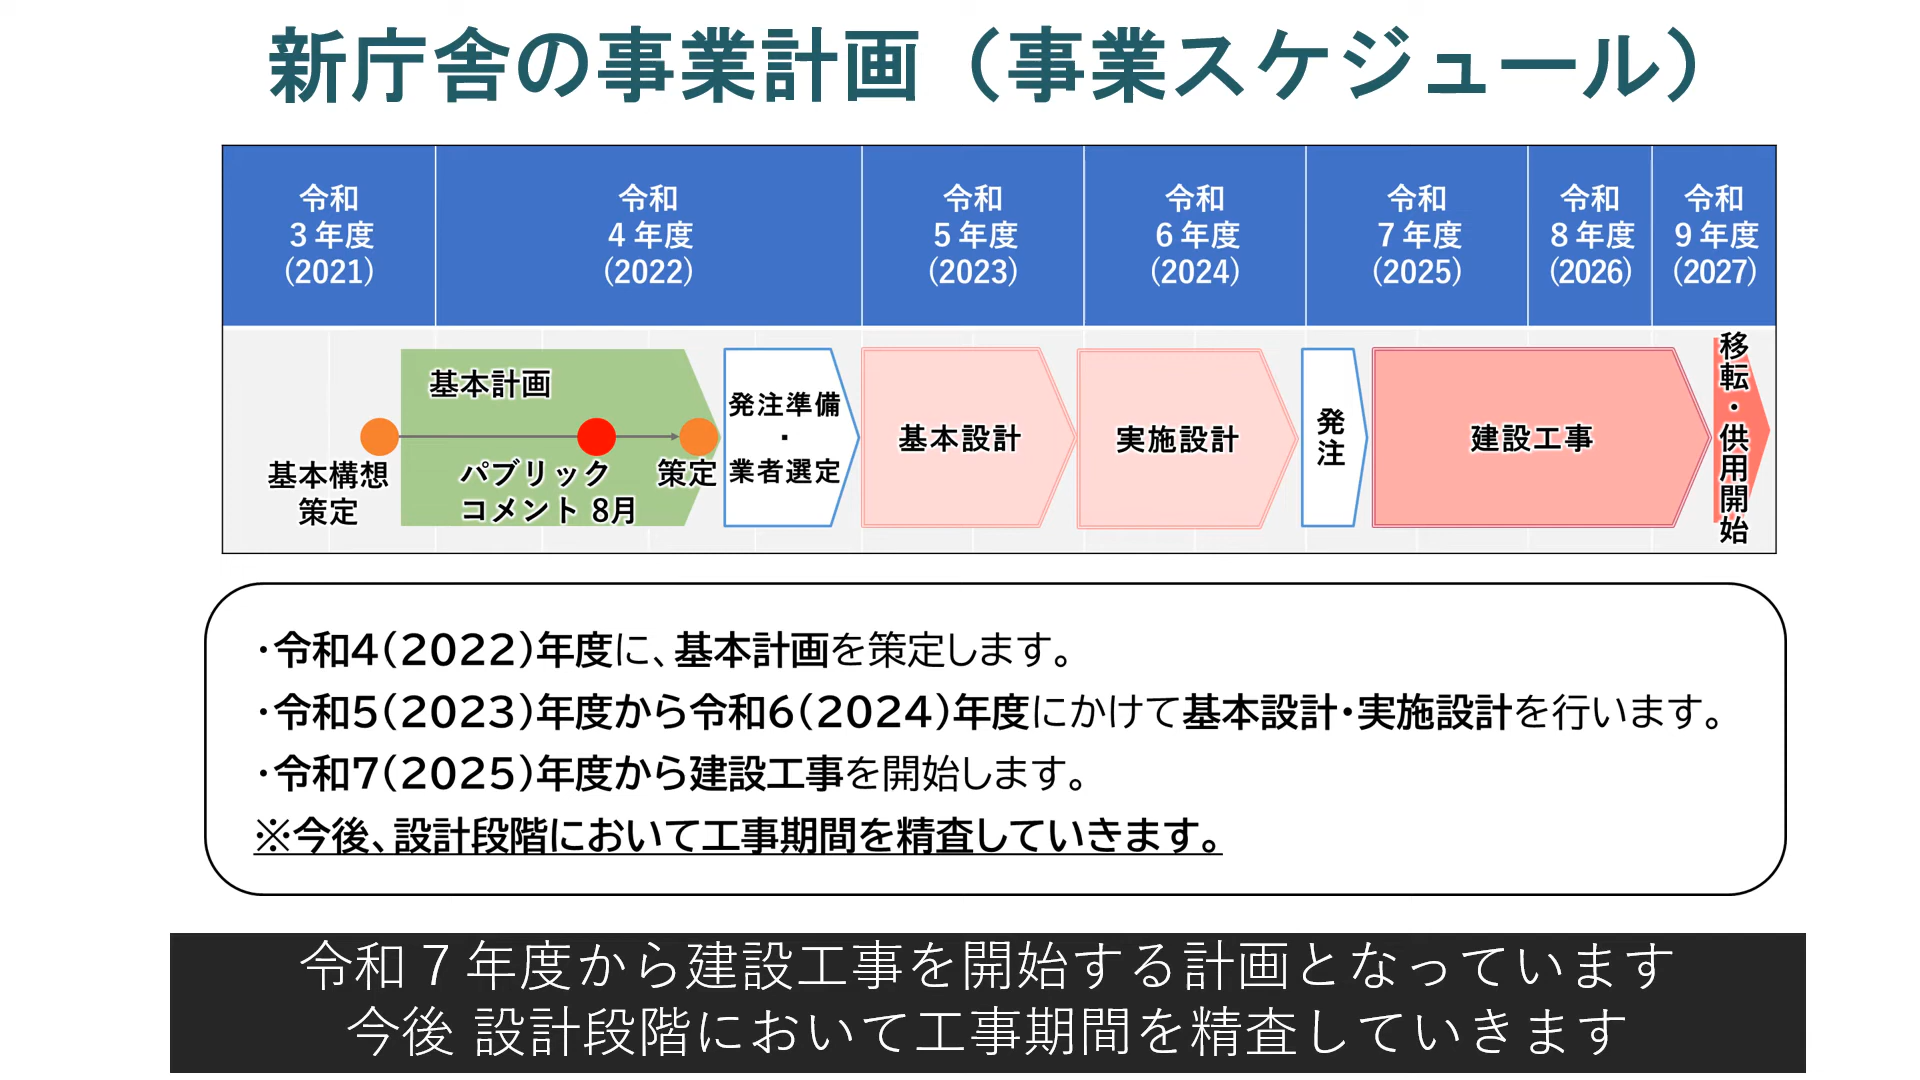 新庁舎の事業計画（事業スケジュール）
令和
3年度
(2021)
令和
4年度
(2022)
令和
5年度
(2023)
令和
6年度
(2024)
令和
7年度
(2025)
令和
8年度
(2026)
令和
9年度
(2027)
基本構想
策定
基本計画
パブリック
コメント 8月
策定
発注準備
・
業者選定
基本設計
実施設計
発注
建設工事
移転・供用開始
・令和4(2022)年度に、基本計画を策定します。
・令和5(2023)年度から令和6(2024)年度にかけて基本設計・実施設計を行います。
・令和7(2025)年度から建設工事を開始します。
※今後、設計段階において工事期間を精査していきます。
令和７年度から建設工事を開始する計画となっています
今後 設計段階において工事期間を精査していきます